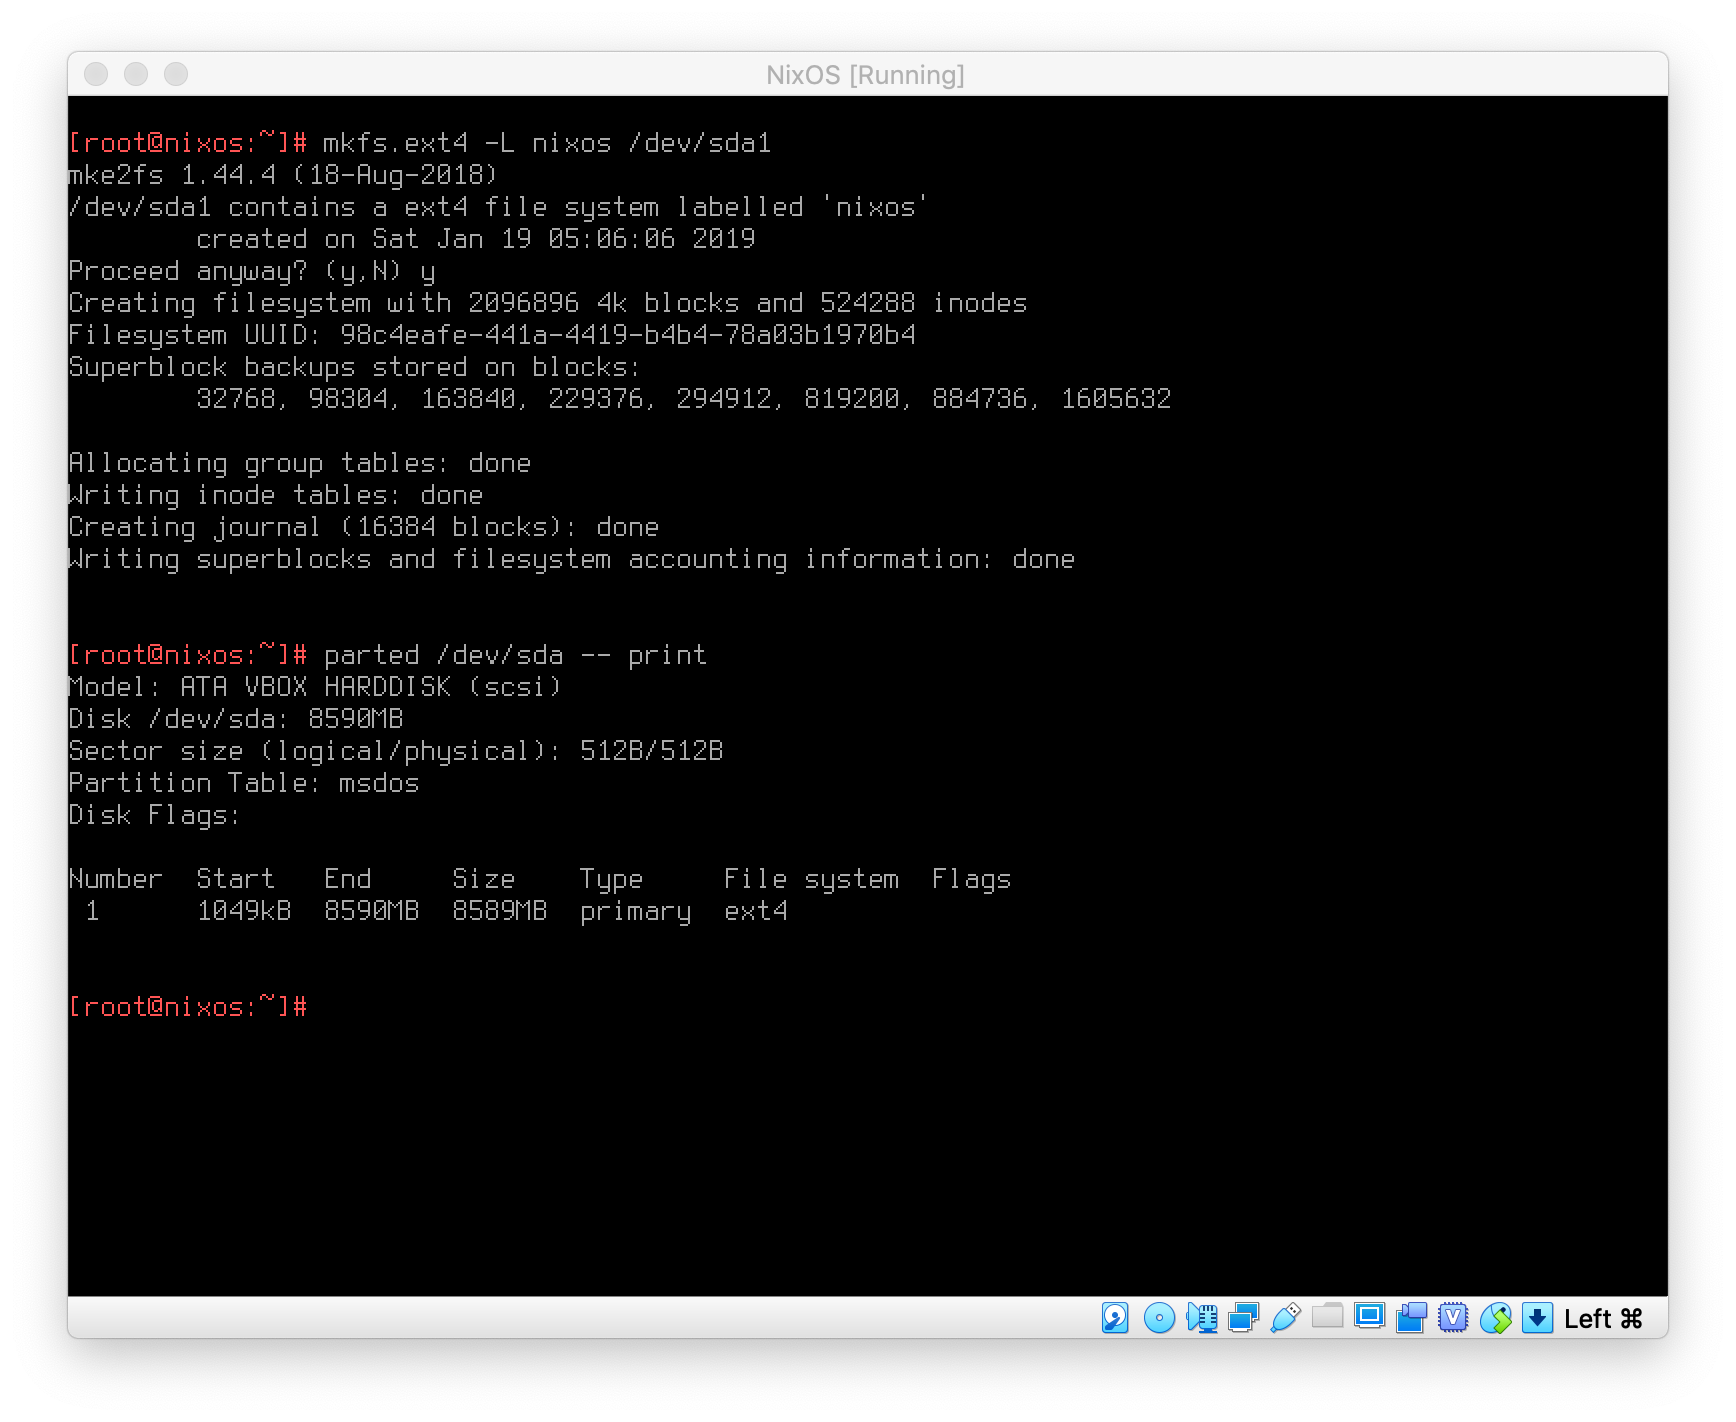 NixOS [Running]
[root@nixos:~]# mkfs.ext4 -L nixos /dev/sda1
mke2fs 1.44.4 (18-Aug-2018)
/dev/sda1 contains a ext4 file system labelled 'nixos'
        created on Sat Jan 19 05:06:06 2019
Proceed anyway? (y,N) y
Creating filesystem with 2096896 4k blocks and 524288 inodes
Filesystem UUID: 98c4eafe-441a-4419-b4b4-78a03b1970b4
Superblock backups stored on blocks:
        32768, 98304, 163840, 229376, 294912, 819200, 884736, 1605632
Allocating group tables: done
Writing inode tables: done
Creating journal (16384 blocks): done
Writing superblocks and filesystem accounting information: done
[root@nixos:~]# parted /dev/sda -- print
Model: ATA VBOX HARDDISK (scsi)
Disk /dev/sda: 8590MB
Sector size (logical/physical): 512B/512B
Partition Table: msdos
Disk Flags:
Number  Start   End     Size    Type     File system  Flags
 1      1049kB  8590MB  8589MB  primary  ext4
[root@nixos:~]#
Left ⌘